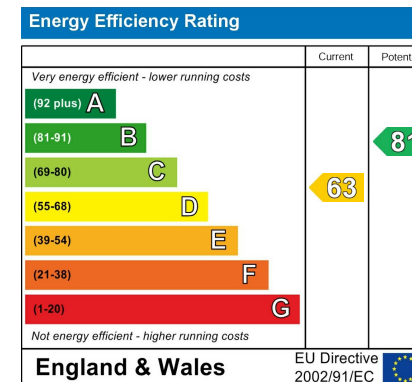 Energy Efficiency Rating
Current Potent
Very energy efficient - lower running costs
(92 plus) A
(81-91) B
81
(69-80) C
63
(55-68) D
(39-54) E
(21-38) F
(1-20) G
Not energy efficient - higher running costs
England & Wales
EU Directive
2002/91/EC